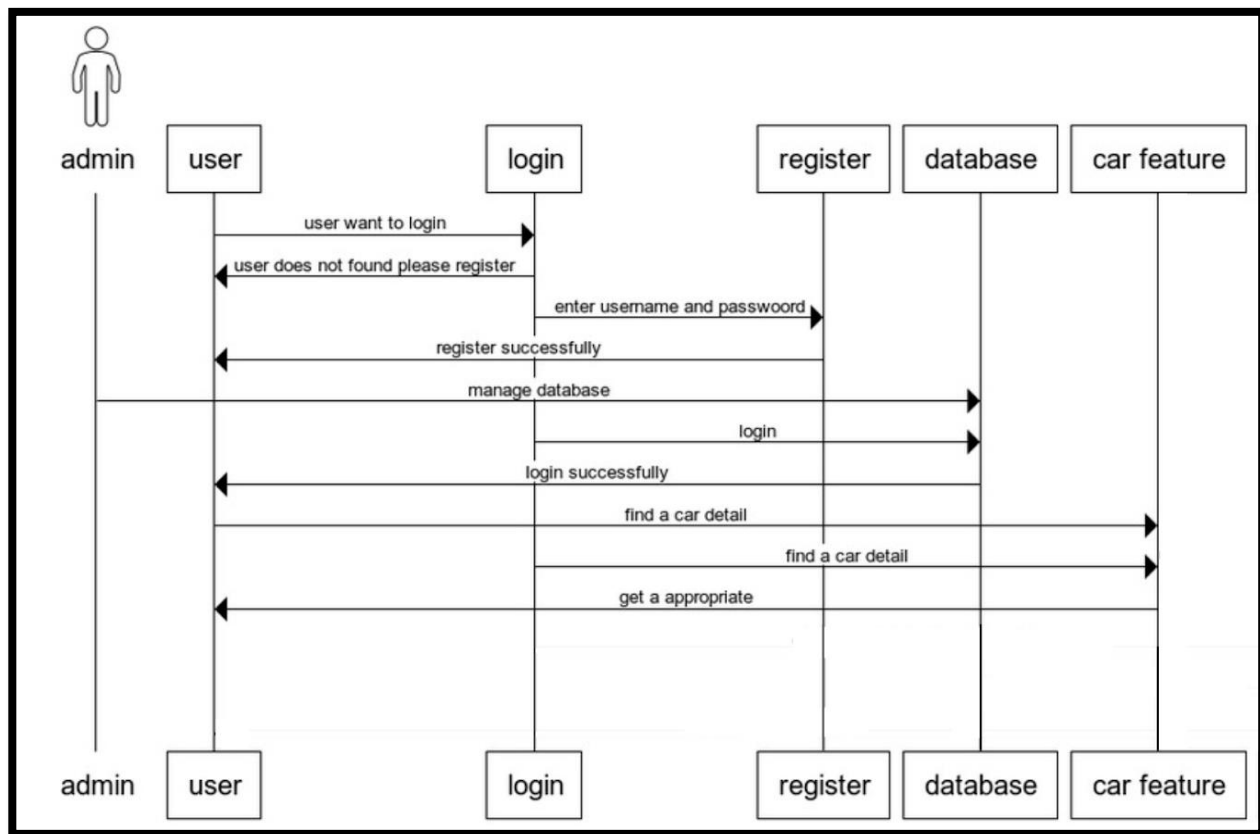 admin
user
login
register
database
car feature
user want to login
user does not found please register
enter username and passwoord
register successfully
manage database
login
login successfully
find a car detail
find a car detail
get a appropriate
admin
user
login
register
database
car feature